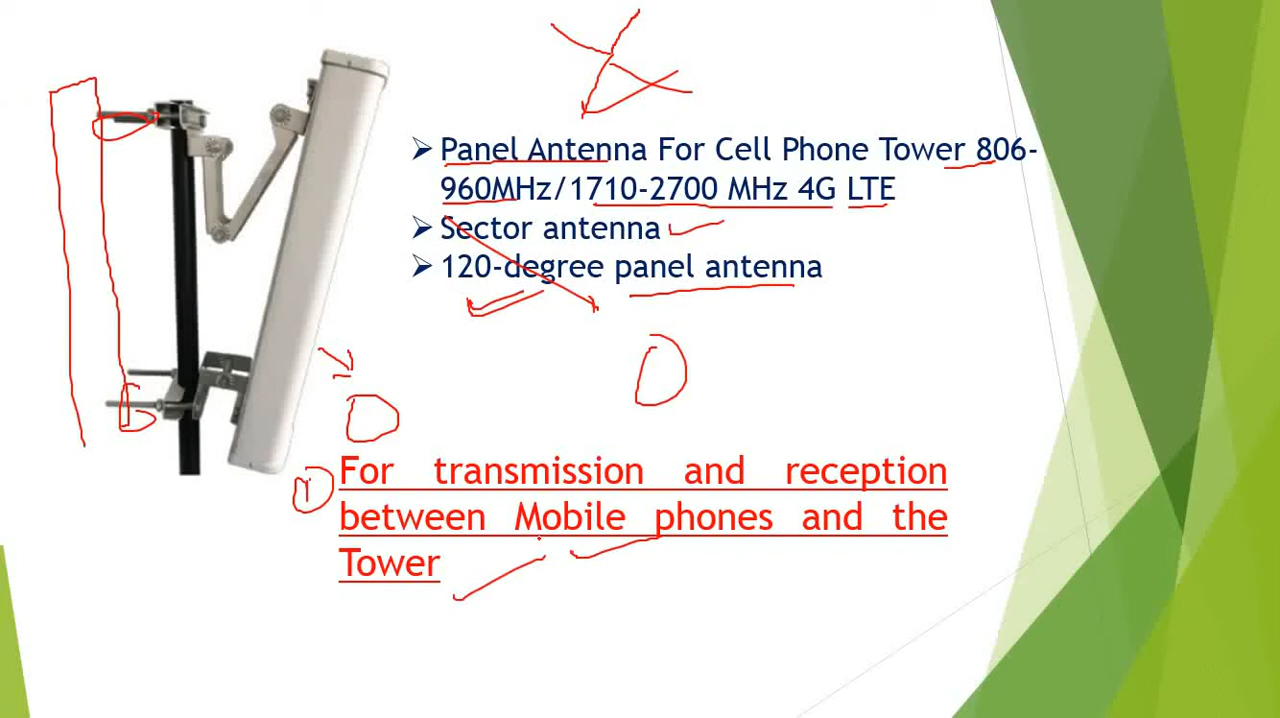 Panel Antenna For Cell Phone Tower 806-
960MHz/1710-2700 MHz 4G LTE
Sector antenna
120-degree panel antenna
For transmission and reception
between Mobile phones and the
Tower